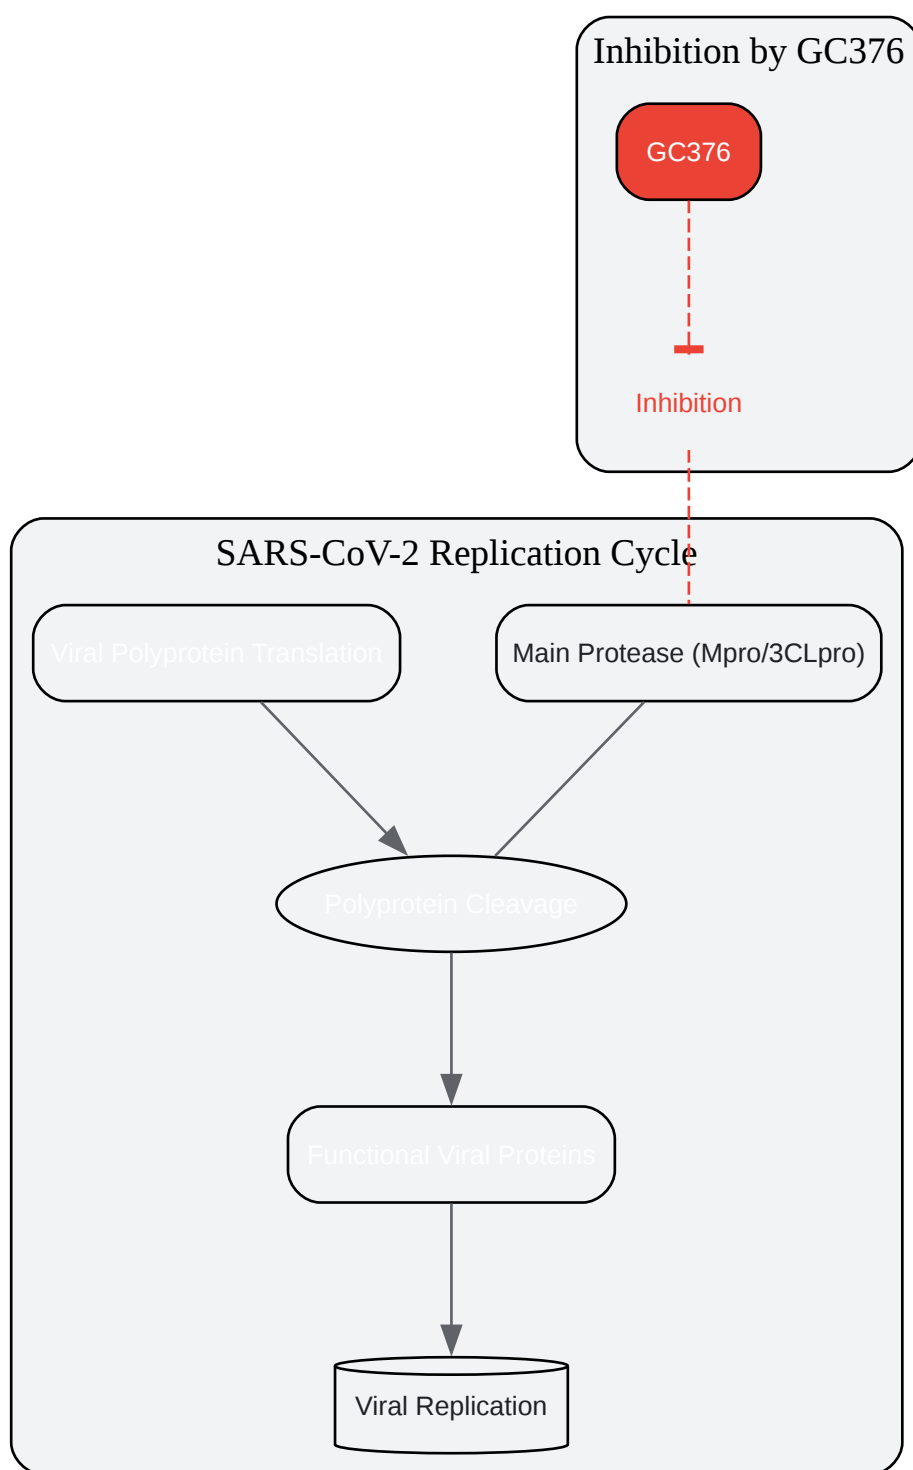 Inhibition by GC376
GC376
Inhibition
SARS-CoV-2 Replication Cycle
Viral Polyprotein Translation
Main Protease (Mpro/3CLpro)
Polyprotein Cleavage
Functional Viral Proteins
Viral Replication